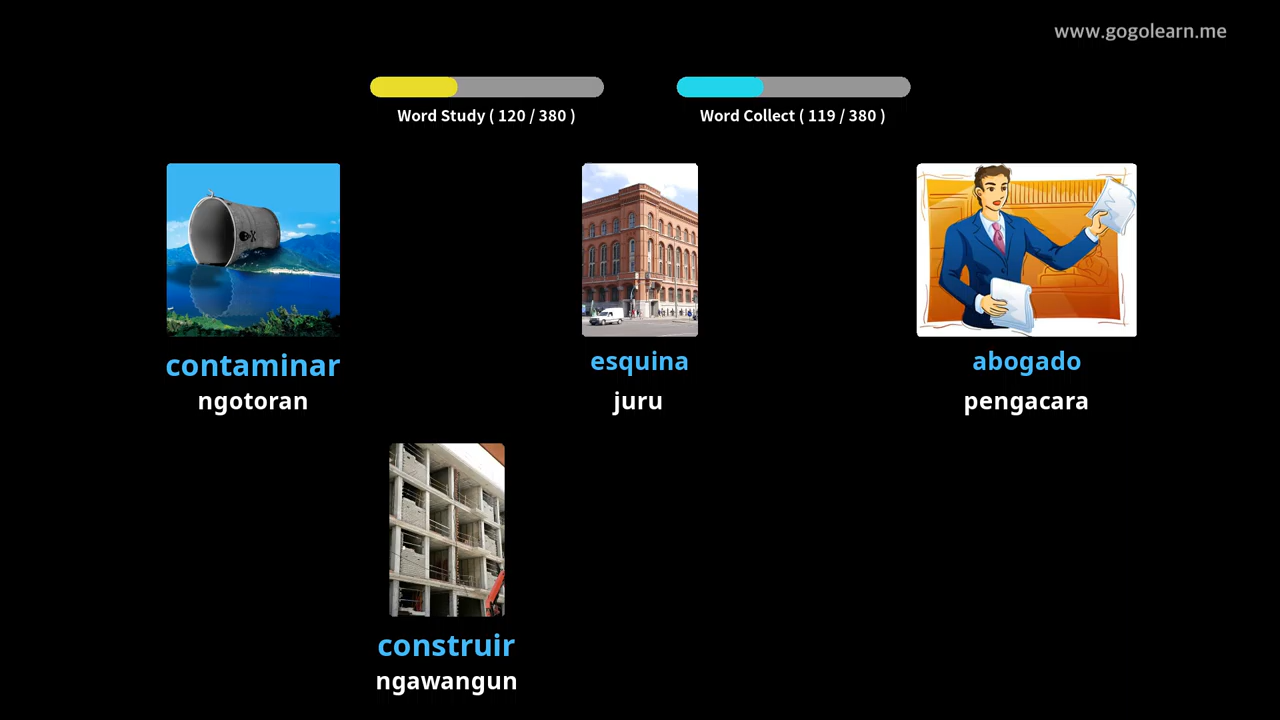 www.gogolearn.me
Word Study ( 120 / 380 )
Word Collect ( 119 / 380 )
contaminar
ngotoran
esquina
juru
abogado
pengacara
construir
ngawangun